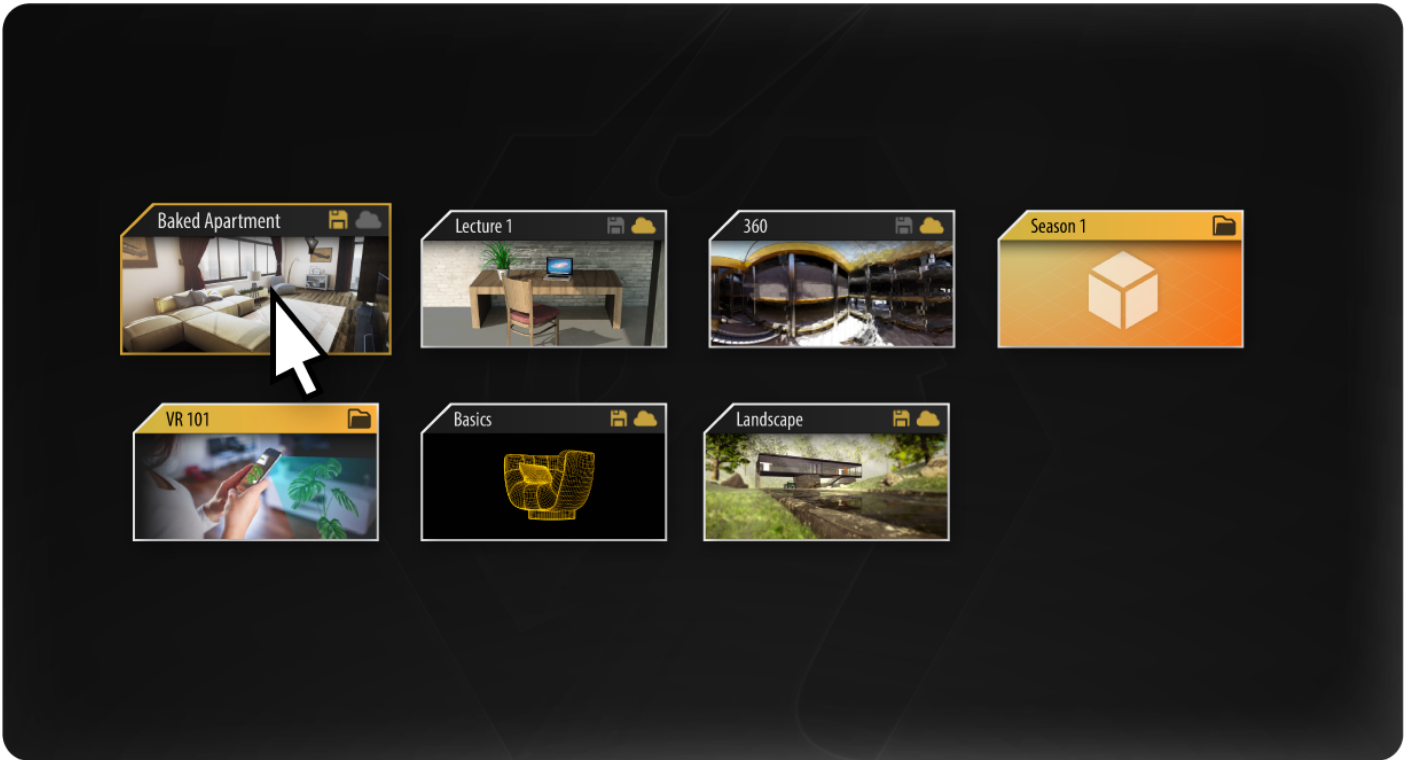 Baked Apartment
Lecture 1
360
Season 1
VR 101
Basics
Landscape